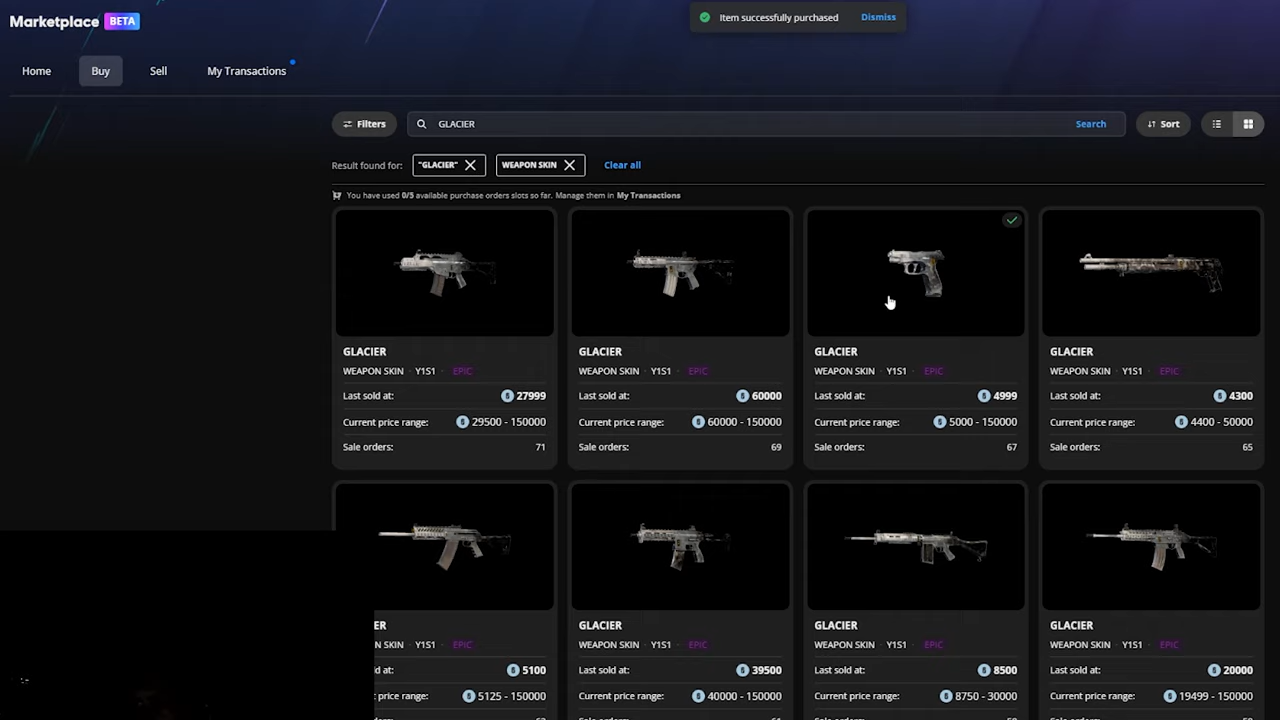 Marketplace BETA
Item successfully purchased Dismiss
Home Buy Sell My Transactions
Filters GLACIER Search Sort
Result found for: "GLACIER" WEAPON SKIN Clear all
You have used 0/5 available purchase orders slots so far. Manage them in My Transactions
GLACIER GLACIER GLACIER GLACIER
WEAPON SKIN · Y1S1 · EPIC WEAPON SKIN · Y1S1 · EPIC WEAPON SKIN · Y1S1 · EPIC WEAPON SKIN · Y1S1 · EPIC
Last sold at: 27999 Last sold at: 60000 Last sold at: 4999 Last sold at: 4300
Current price range: 29500 - 150000 Current price range: 60000 - 150000 Current price range: 5000 - 150000 Current price range: 4400 - 50000
Sale orders: 71 Sale orders: 69 Sale orders: 67 Sale orders: 65
ER GLACIER GLACIER GLACIER
N SKIN · Y1S1 · EPIC WEAPON SKIN · Y1S1 · EPIC WEAPON SKIN · Y1S1 · EPIC WEAPON SKIN · Y1S1 · EPIC
d at: 5100 Last sold at: 39500 Last sold at: 8500 Last sold at: 20000
price range: 5125 - 150000 Current price range: 40000 - 150000 Current price range: 8750 - 30000 Current price range: 19499 - 150000